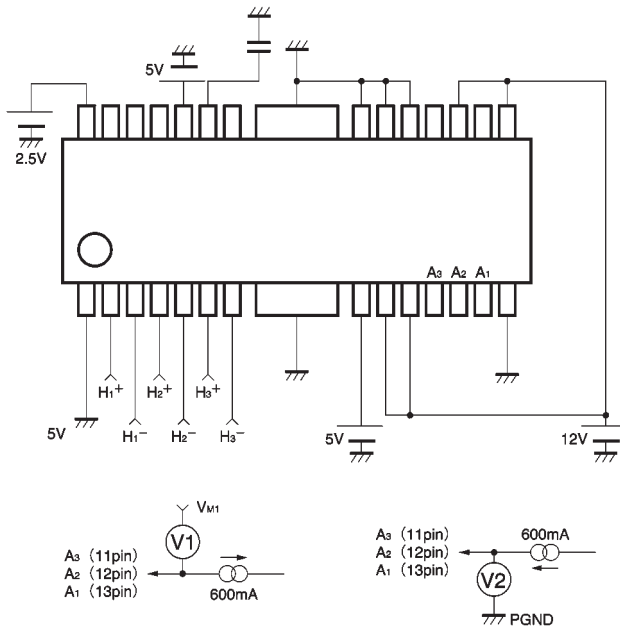 5V
2.5V
A₃ A₂ A₁
H₁+ H₂+ H₃+
5V H₁− H₂− H₃− 5V 12V
V1 VM1
A₃ (11pin)
A₂ (12pin)
A₁ (13pin)
600mA
A₃ (11pin)
A₂ (12pin)
A₁ (13pin)
600mA
V2
PGND